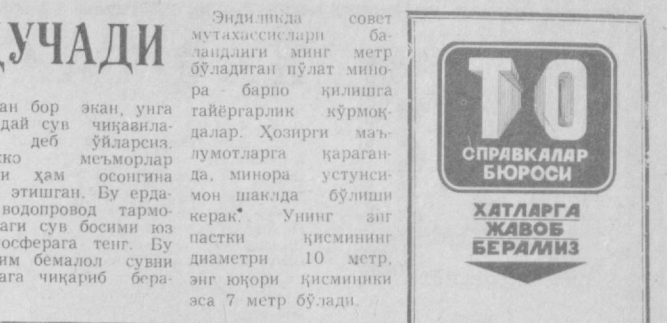 ҚУЧАДИ
ан бор экан, унга
дай сув чиқавила-
деб ўйларсиз.
скэ меъморлар
и ҳам осонгина
этишган. Бу ерда-
водопровод тармо-
аги сув босими юз
осферага тенг. Бу
им бемалол сувни
ага чиқариб бера-
Эндиликда совет
мутахассислари ба-
ландлиги минг метр
бўладиган пўлат мино-
ра барпо қилишга
тайёргарлик кўрмоқ-
далар. Ҳозирги маъ-
лумотларга қараган-
да, минора устунси-
мон шаклда бўлиши
керак. Унинг энг
пастки қисмининг
диаметри 10 метр,
энг юқори қисминики
эса 7 метр бўлади.
ТО
СПРАВКАЛАР
БЮРОСИ
ХАТЛАРГА
ЖАВОБ
БЕРАМИЗ